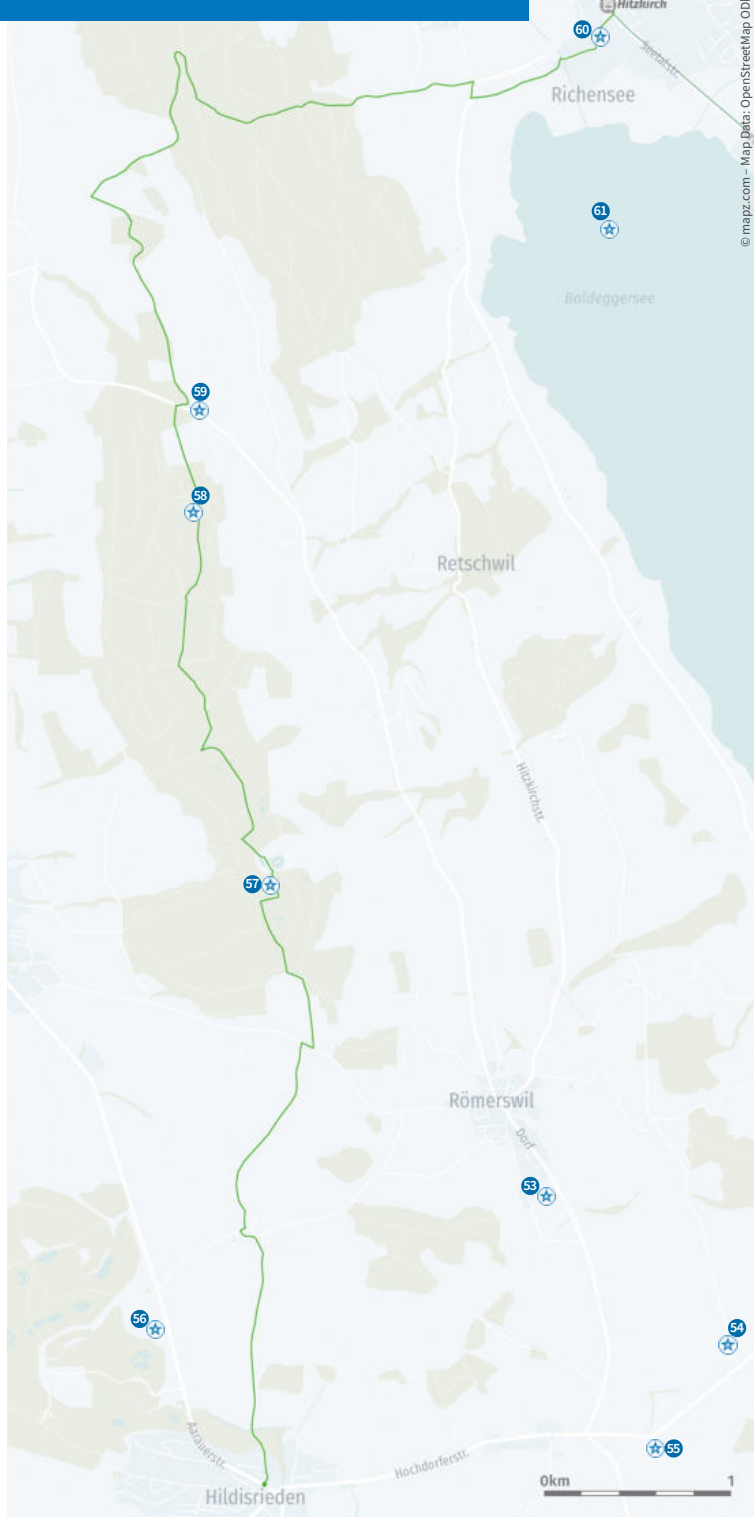 Hitzkirch
60
Seetalstr.
Richensee
© mapz.com – Map Data: OpenStreetMap ODbL
61
Baldeggersee
59
58
Retschwil
Hitzkirchstr.
57
Römerswil
Dorf
53
56
54
Aarauerstr.
55
Hochdorferstr.
0km 1
Hildisrieden